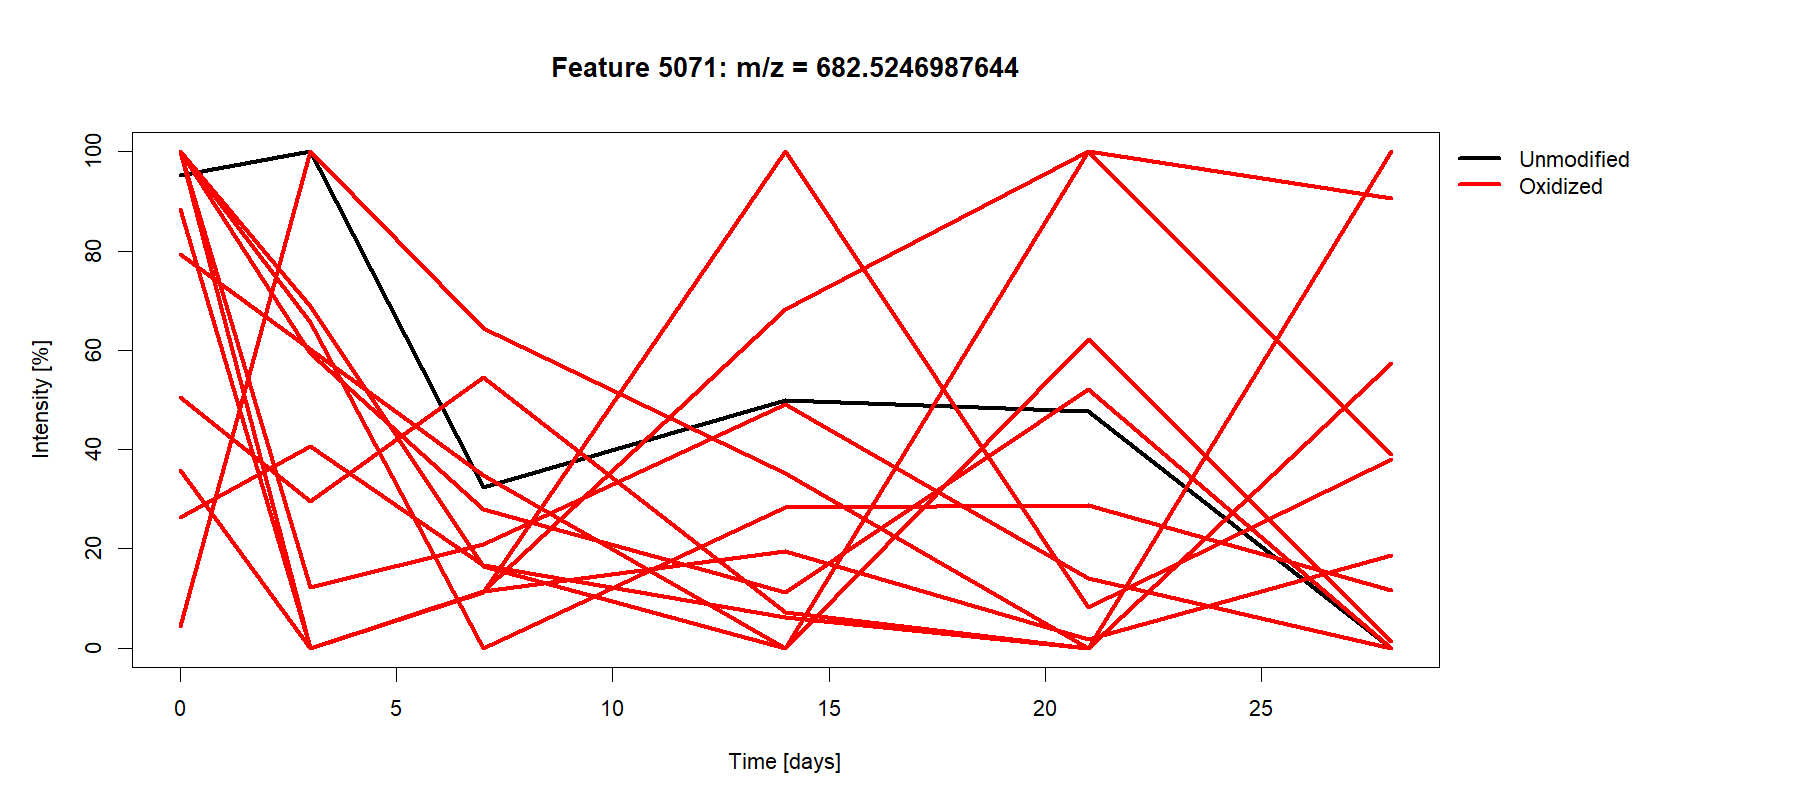 Feature 5071: m/z = 682.5246987644
Unmodified
Oxidized
Intensity [%]
100
80
60
40
20
0
0 5 10 15 20 25
Time [days]